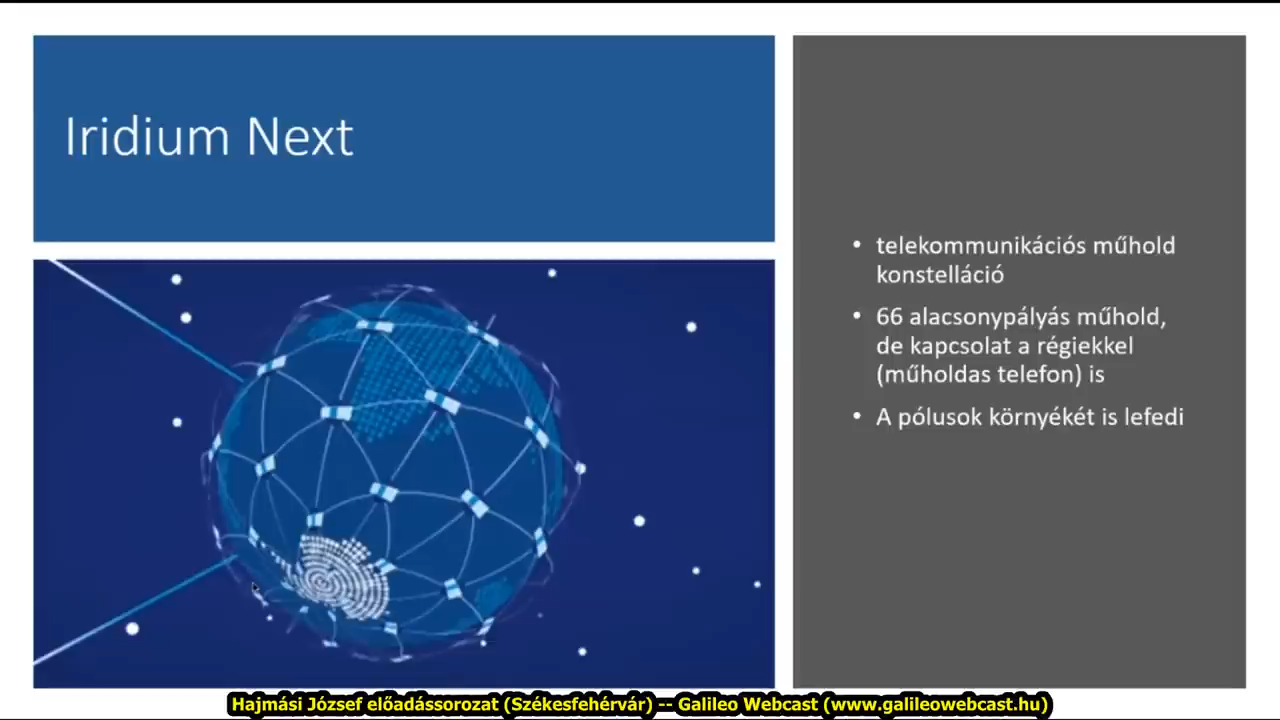 Iridium Next
• telekommunikációs műhold
konstelláció
• 66 alacsonypályás műhold,
de kapcsolat a régiekkel
(műholdas telefon) is
• A pólusok környékét is lefedi
Hajmási József előadássorozat (Székesfehérvár) -- Galileo Webcast (www.galileowebcast.hu)